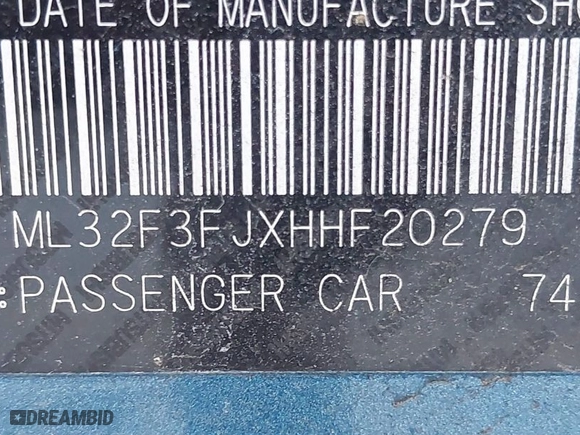 DATE OF MANUFACTURE SH
ML32F3FJXHHF20279
:PASSENGER CAR 74
DREAMBID